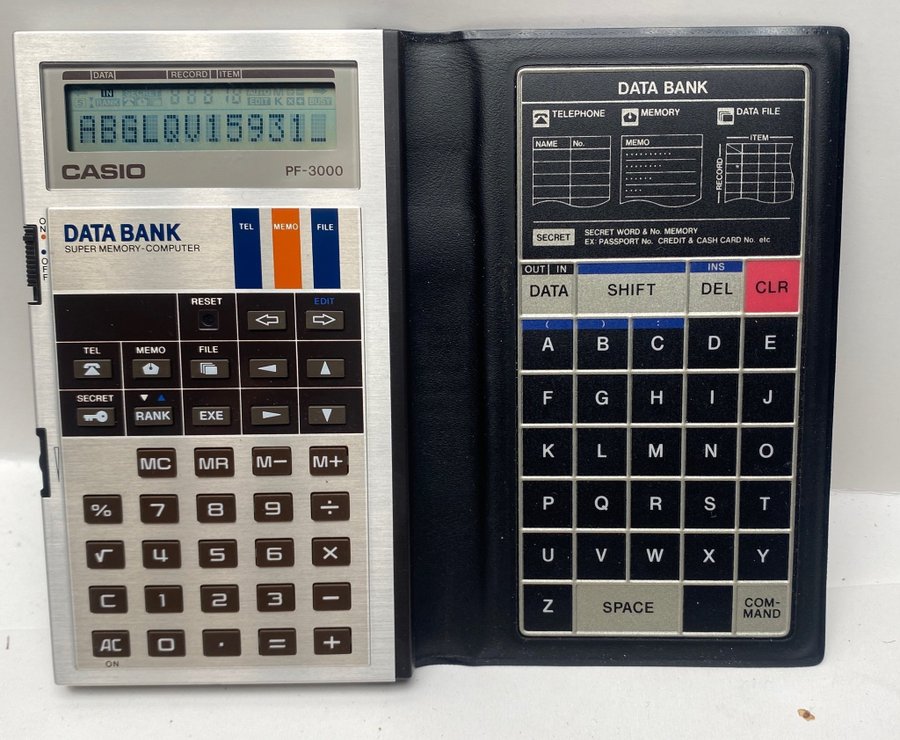 DATA RECORD ITEM
IN
BANK EDIT K BUSY
ABGLQV15931
CASIO PF-3000
ON OFF
DATA BANK
SUPER MEMORY-COMPUTER
TEL MEMO FILE
RESET EDIT
TEL MEMO FILE
SECRET
RANK EXE
MC MR M− M+
% 7 8 9 ÷
√ 4 5 6 ×
C 1 2 3 −
AC 0 . = +
ON
DATA BANK
TELEPHONE MEMORY DATA FILE
NAME No. MEMO ITEM
RECORD
SECRET SECRET WORD & No. MEMORY
EX: PASSPORT No. CREDIT & CASH CARD No. etc
OUT IN INS
DATA SHIFT DEL CLR
( ) :
A B C D E
F G H I J
K L M N O
P Q R S T
U V W X Y
Z SPACE COM-
MAND